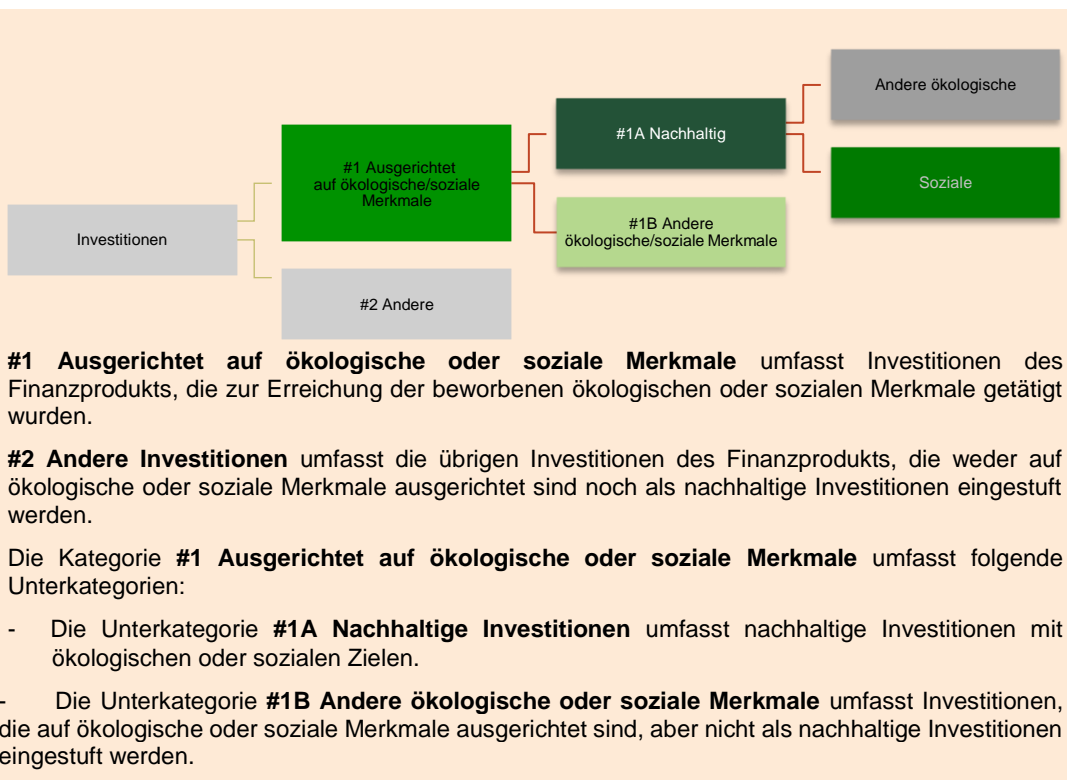 Andere ökologische
#1A Nachhaltig
#1 Ausgerichtet
auf ökologische/soziale
Merkmale
Soziale
#1B Andere
ökologische/soziale Merkmale
Investitionen
#2 Andere
#1 Ausgerichtet auf ökologische oder soziale Merkmale umfasst Investitionen des
Finanzprodukts, die zur Erreichung der beworbenen ökologischen oder sozialen Merkmale getätigt
wurden.
#2 Andere Investitionen umfasst die übrigen Investitionen des Finanzprodukts, die weder auf
ökologische oder soziale Merkmale ausgerichtet sind noch als nachhaltige Investitionen eingestuft
werden.
Die Kategorie #1 Ausgerichtet auf ökologische oder soziale Merkmale umfasst folgende
Unterkategorien:
- Die Unterkategorie #1A Nachhaltige Investitionen umfasst nachhaltige Investitionen mit
ökologischen oder sozialen Zielen.
- Die Unterkategorie #1B Andere ökologische oder soziale Merkmale umfasst Investitionen,
die auf ökologische oder soziale Merkmale ausgerichtet sind, aber nicht als nachhaltige Investitionen
eingestuft werden.